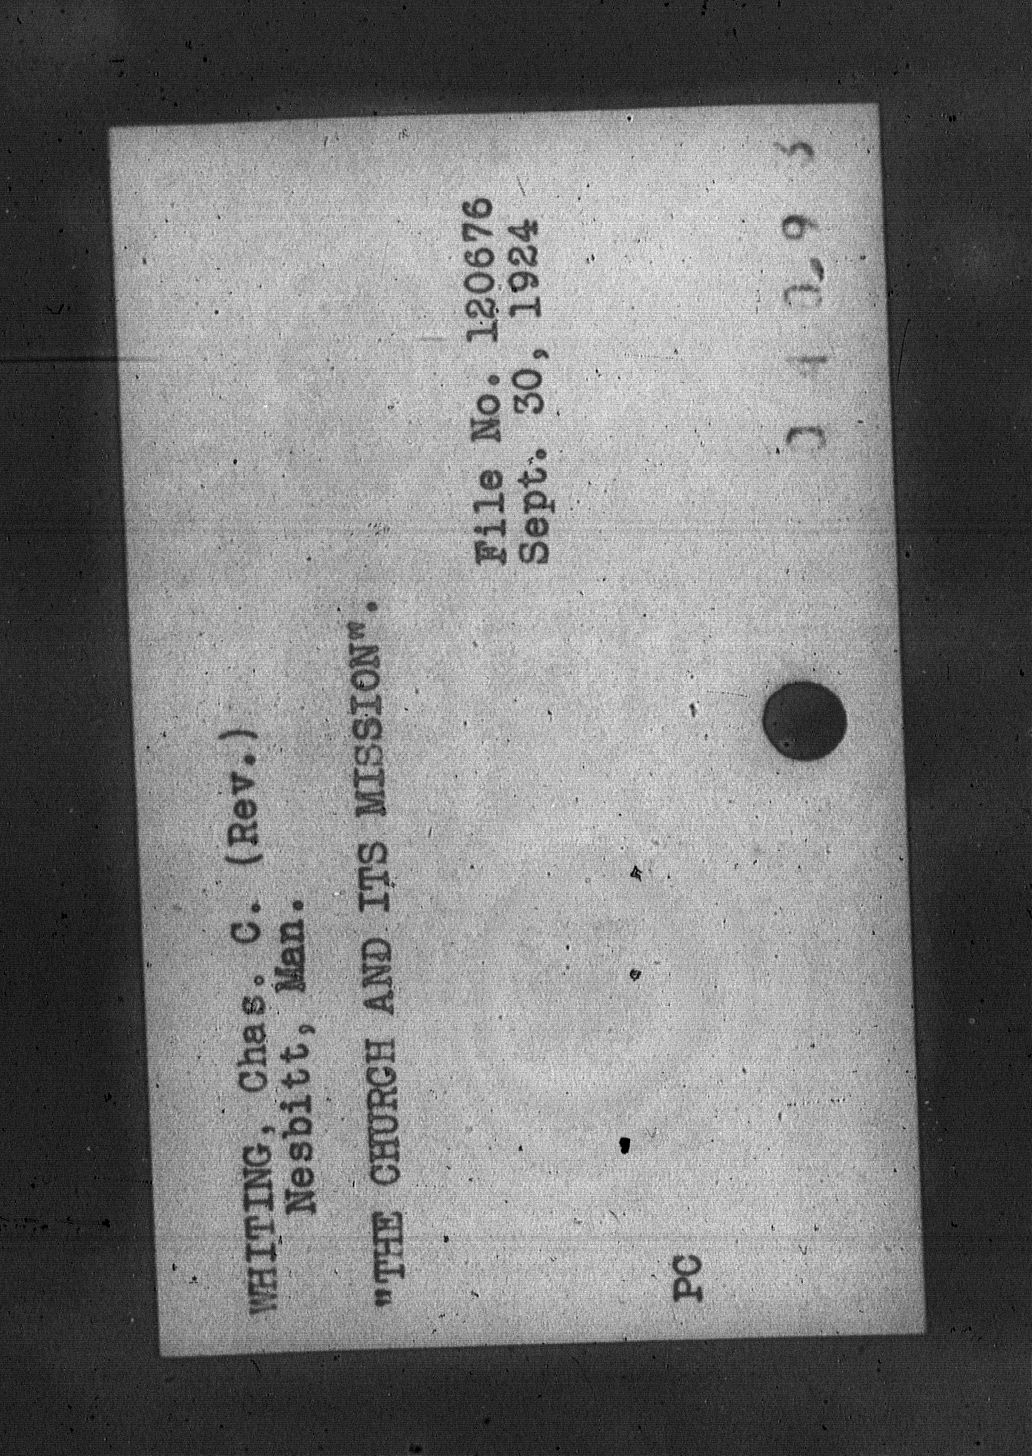 WHITING, Chas. C. (Rev.)
Nesbitt, Man.
"THE CHURCH AND ITS MISSION".
File No. 120676
Sept. 30, 1924
PC